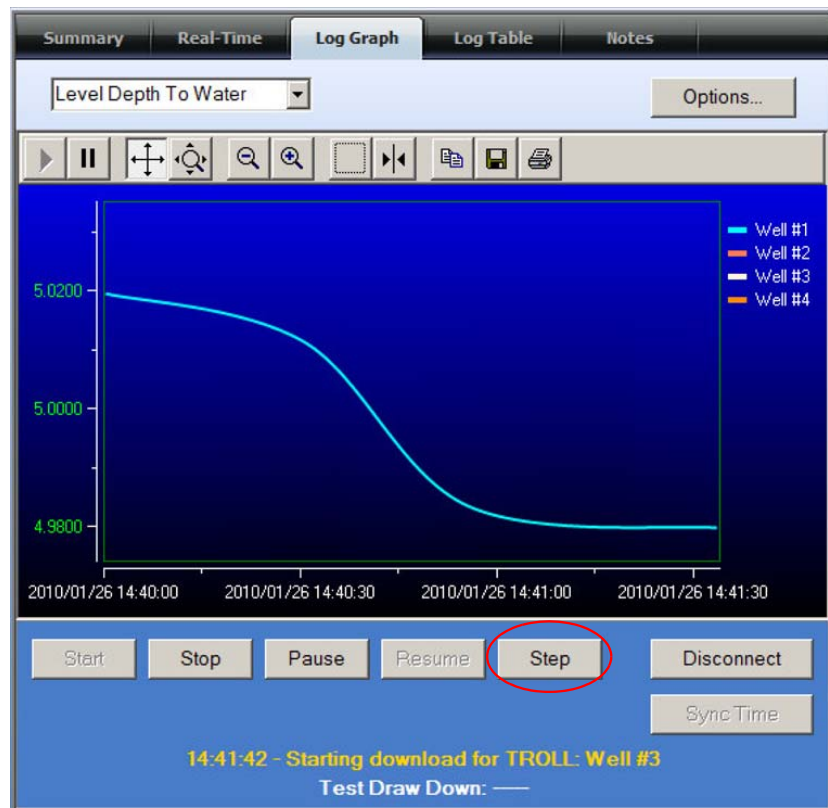 Summary Real-Time Log Graph Log Table Notes
Level Depth To Water Options...
Well #1
Well #2
Well #3
Well #4
5.0200
5.0000
4.9800
2010/01/26 14:40:00 2010/01/26 14:40:30 2010/01/26 14:41:00 2010/01/26 14:41:30
Start Stop Pause Resume Step Disconnect
Sync Time
14:41:42 - Starting download for TROLL: Well #3
Test Draw Down: -----